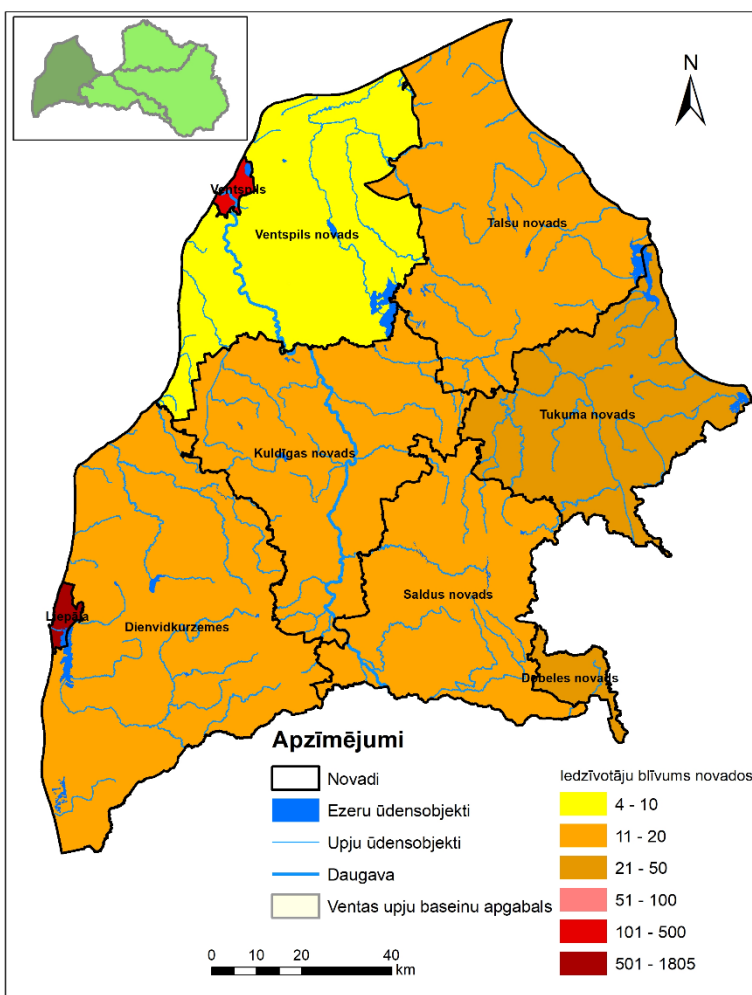 N
Ventspils
Ventspils novads
Talsu novads
Tukuma novads
Kuldīgas novads
Saldus novads
Liepāja
Dienvidkurzemes
Dobeles novads
Apzīmējumi
Novadi
Ezeru ūdensobjekti
Upju ūdensobjekti
Daugava
Ventas upju baseinu apgabals
Iedzīvotāju blīvums novados
4 - 10
11 - 20
21 - 50
51 - 100
101 - 500
501 - 1805
0 5 10 20 30 40
km